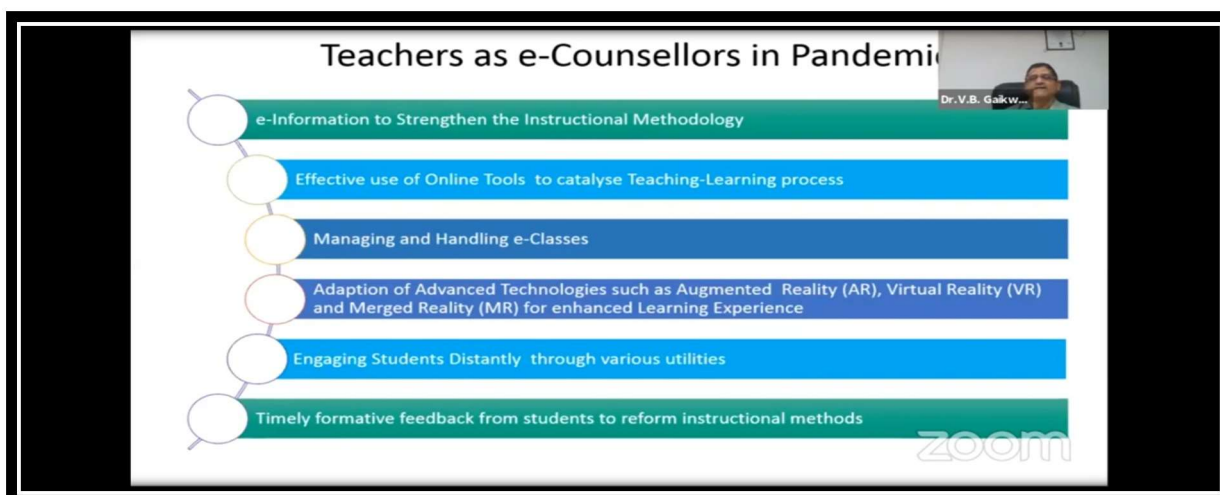 Teachers as e-Counsellors in Pandemi
Dr.V.B. Gaikw...
e-Information to Strengthen the Instructional Methodology
Effective use of Online Tools to catalyse Teaching-Learning process
Managing and Handling e-Classes
Adaption of Advanced Technologies such as Augmented Reality (AR), Virtual Reality (VR)
and Merged Reality (MR) for enhanced Learning Experience
Engaging Students Distantly through various utilities
Timely formative feedback from students to reform instructional methods
zoom